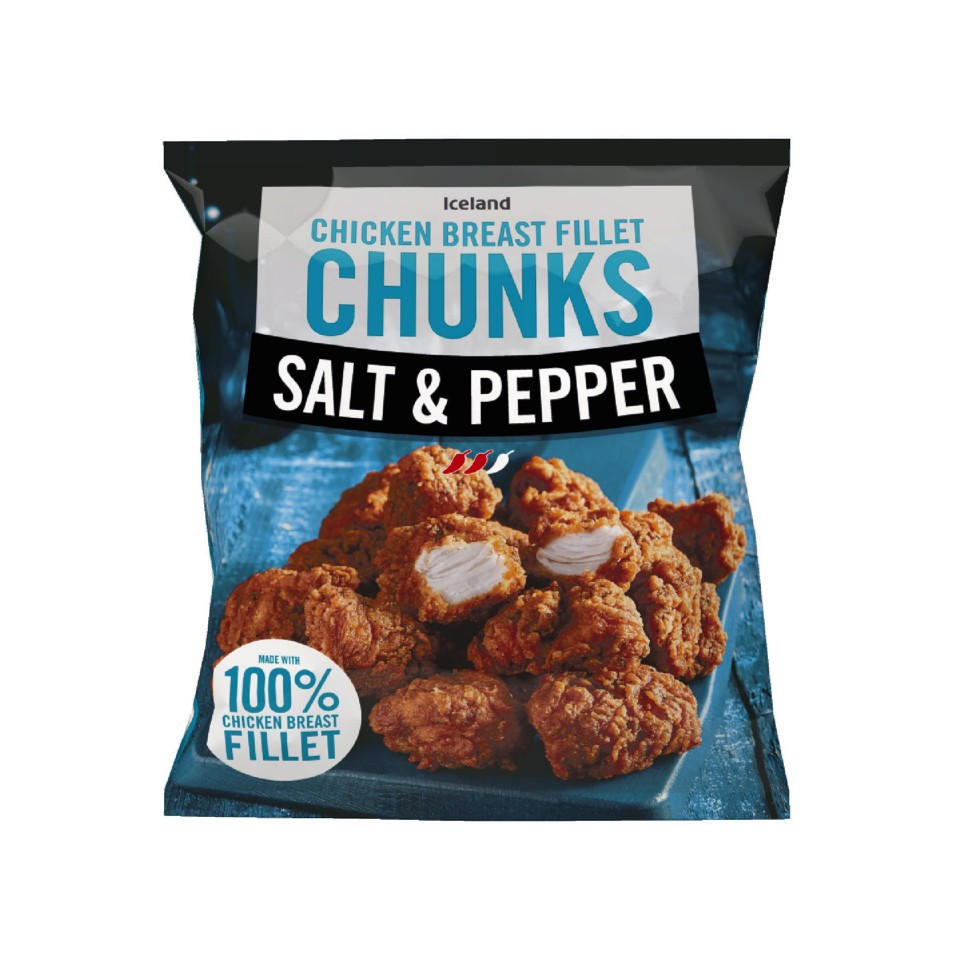 Iceland
CHICKEN BREAST FILLET
CHUNKS
SALT & PEPPER
MADE WITH
100%
CHICKEN BREAST
FILLET